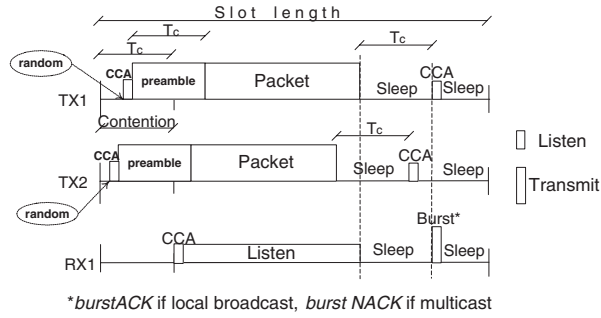 Slot length
Tc
Tc
Tc
random
CCA
preamble
Packet
CCA
Sleep
Sleep
TX1
Contention
Tc
CCA
preamble
Packet
Sleep
CCA
Sleep
TX2
random
Burst*
CCA
Listen
Sleep
Sleep
RX1
Listen
Transmit
*burstACK if local broadcast, burst NACK if multicast